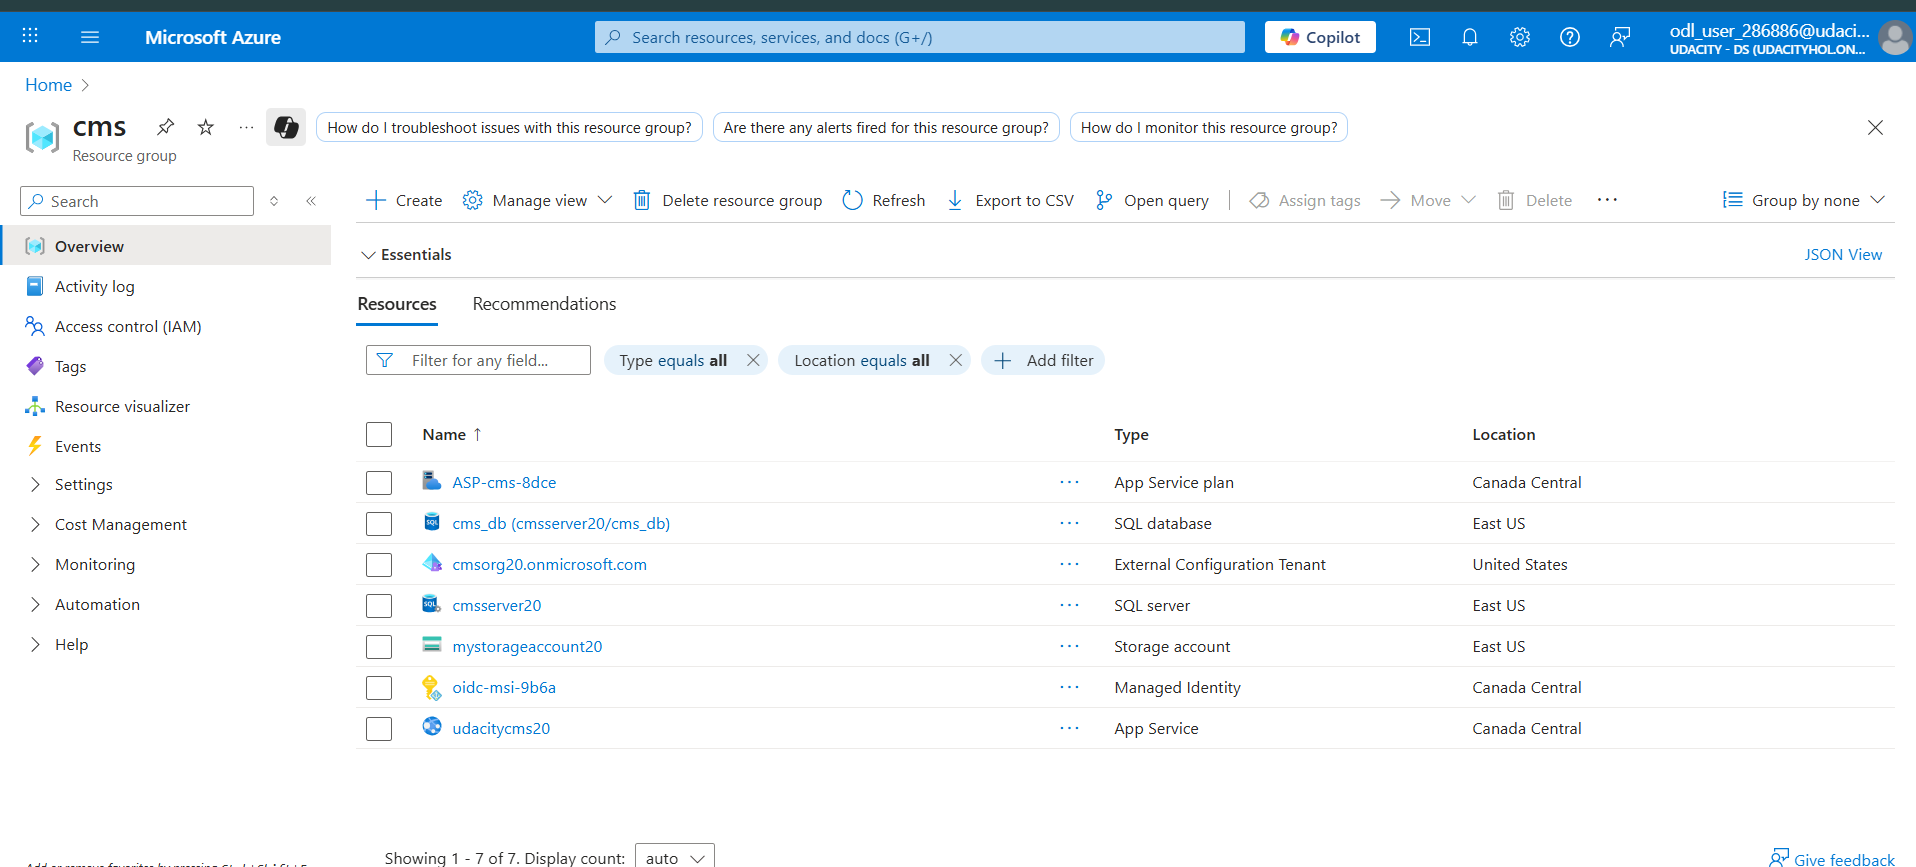 Microsoft Azure
Search resources, services, and docs (G+/)
Copilot
odl_user_286886@udaci...
UDACITY - DS (UDACITYHOL.ON...
Home
cms
Resource group
How do I troubleshoot issues with this resource group?
Are there any alerts fired for this resource group?
How do I monitor this resource group?
Search
Overview
Activity log
Access control (IAM)
Tags
Resource visualizer
Events
Settings
Cost Management
Monitoring
Automation
Help
Create
Manage view
Delete resource group
Refresh
Export to CSV
Open query
Assign tags
Move
Delete
Group by none
Essentials
JSON View
Resources
Recommendations
Filter for any field...
Type equals all
Location equals all
Add filter
Name ↑ Type Location
ASP-cms-8dce ... App Service plan Canada Central
cms_db (cmsserver20/cms_db) ... SQL database East US
cmsorg20.onmicrosoft.com ... External Configuration Tenant United States
cmsserver20 ... SQL server East US
mystorageaccount20 ... Storage account East US
oidc-msi-9b6a ... Managed Identity Canada Central
udacitycms20 ... App Service Canada Central
Showing 1 - 7 of 7. Display count: auto
Give feedback